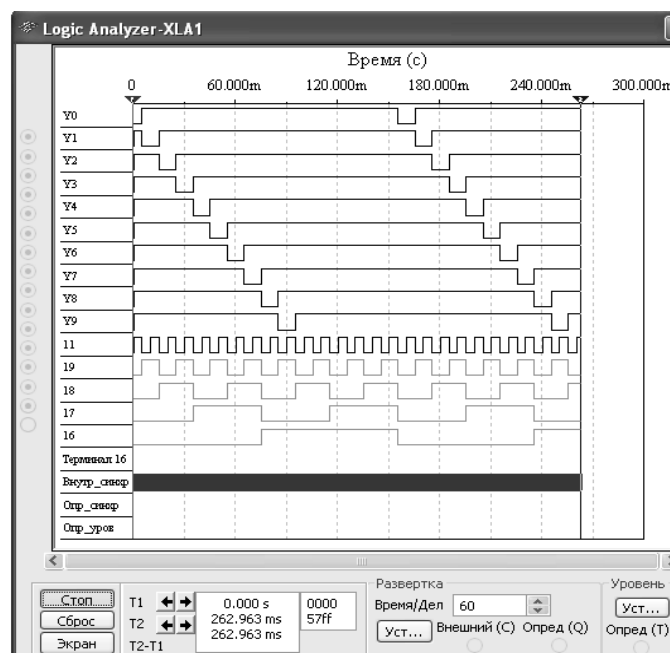 Logic Analyzer-XLA1
Время (с)
0 60.000m 120.000m 180.000m 240.000m 300.000m
Y0
Y1
Y2
Y3
Y4
Y5
Y6
Y7
Y8
Y9
11
19
18
17
16
Терминал 16
Внутр_синхр
Опр_синхр
Опр_уров
Стоп
Сброс
Экран
T1
T2
T2-T1
0.000 s
262.963 ms
262.963 ms
0000
57ff
Развертка
Время/Дел 60
Уст... Внешний (C) Опред (Q)
Уровень
Уст...
Опред (T)